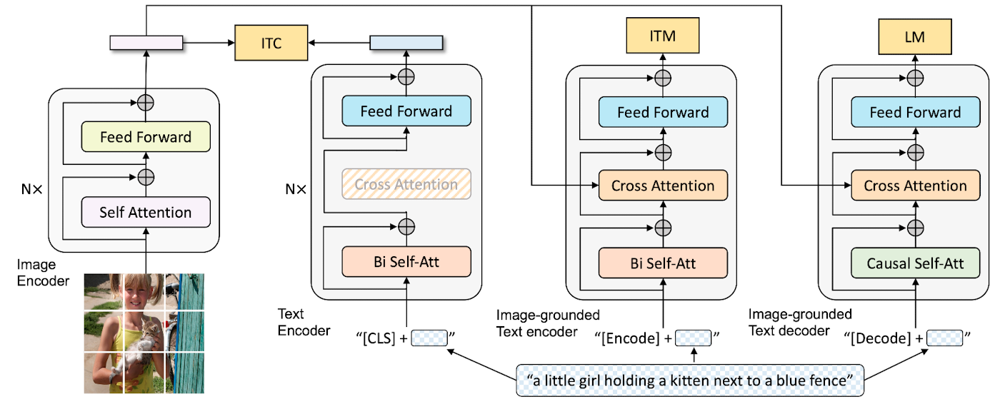 ITC
ITM
LM
Feed Forward
Self Attention
N×
Image
Encoder
Feed Forward
Cross Attention
Bi Self-Att
N×
Text
Encoder
“[CLS] + ”
Feed Forward
Cross Attention
Bi Self-Att
Image-grounded
Text encoder
“[Encode] + ”
Feed Forward
Cross Attention
Causal Self-Att
Image-grounded
Text decoder
“[Decode] + ”
“a little girl holding a kitten next to a blue fence”